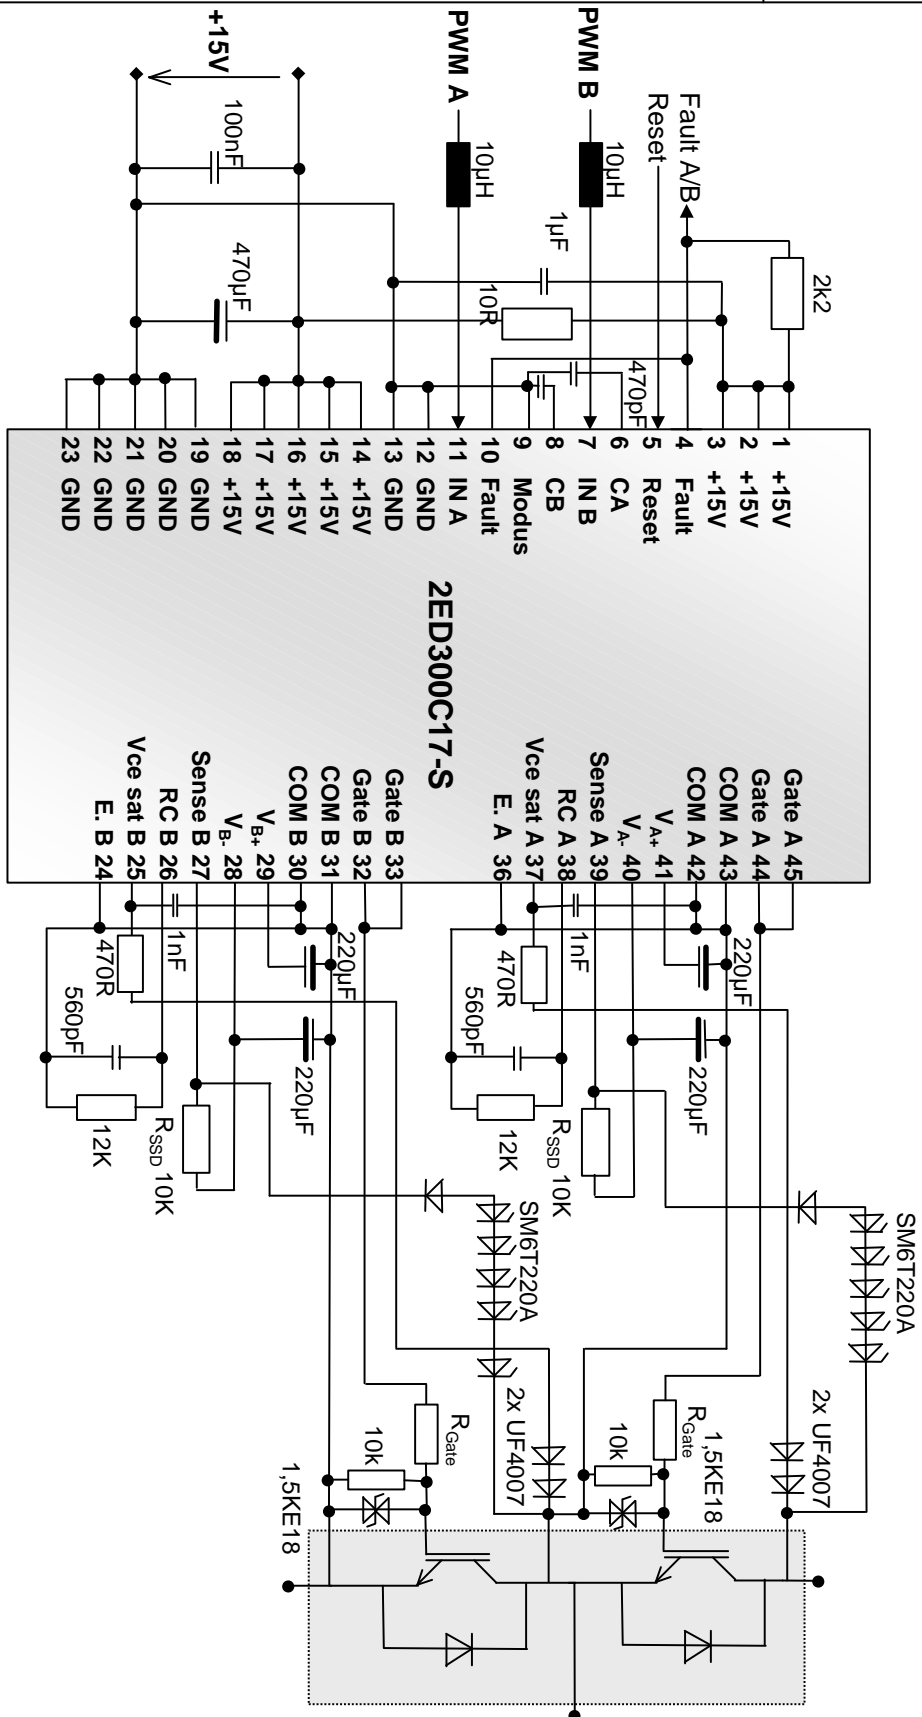 +15V
100nF
470µF
PWM A
10µH
PWM B
10µH
1µF
10R
Fault A/B
Reset
2k2
470pF
1 +15V
2 +15V
3 +15V
4 Fault
5 Reset
6 CA
7 IN B
8 CB
9 Modus
10 Fault
11 IN A
12 GND
13 GND
14 +15V
15 +15V
16 +15V
17 +15V
18 +15V
19 GND
20 GND
21 GND
22 GND
23 GND
2ED300C17-S
Gate A 45
Gate A 44
COM A 43
COM A 42
VA+ 41
VA- 40
Sense A 39
RC A 38
Vce sat A 37
E. A 36
Gate B 33
Gate B 32
COM B 31
COM B 30
VB+ 29
VB- 28
Sense B 27
RC B 26
Vce sat B 25
E. B 24
220µF
220µF
1nF
470R
560pF
12K
RSSD 10K
SM6T220A
2x UF4007
RGate
10k
1,5KE18
220µF
220µF
1nF
470R
560pF
12K
RSSD 10K
SM6T220A
2x UF4007
RGate
10k
1,5KE18